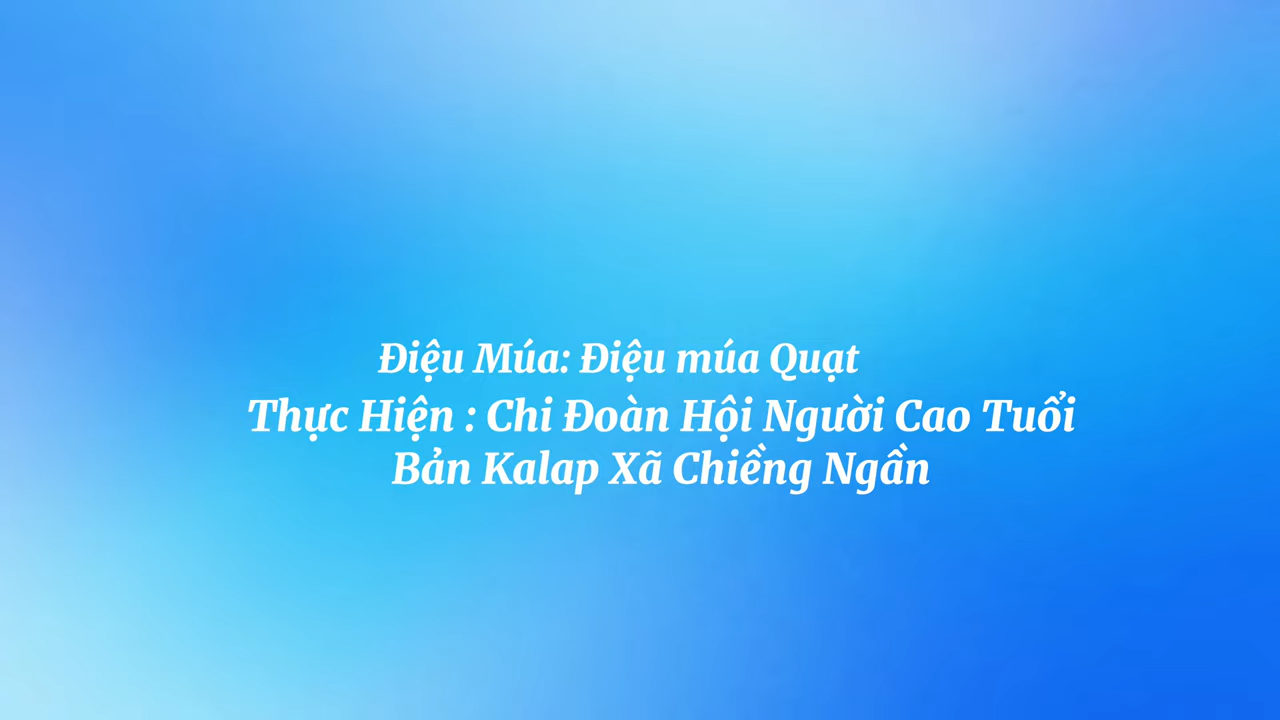 Điệu Múa: Điệu múa Quạt
Thực Hiện : Chi Đoàn Hội Người Cao Tuổi
Bản Kalap Xã Chiềng Ngần